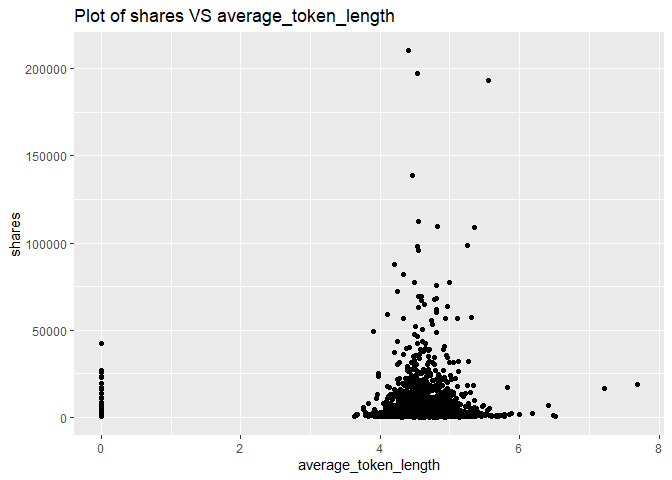 Plot of shares VS average_token_length
200000
150000
100000
50000
0
shares
0 2 4 6 8
average_token_length